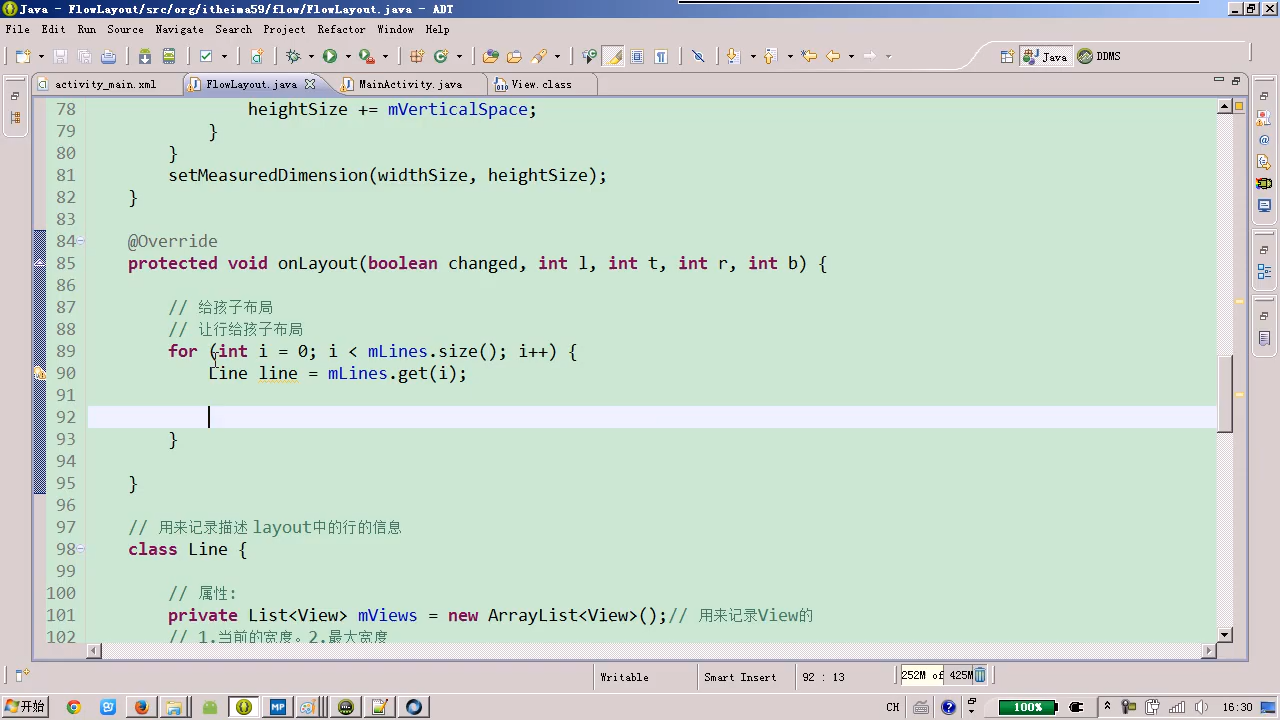 Java - FlowLayout/src/org/itheima59/flow/FlowLayout.java - ADT
File Edit Run Source Navigate Search Project Refactor Window Help
Java DDMS
activity_main.xml FlowLayout.java MainActivity.java View.class
78 heightSize += mVerticalSpace;
79 }
80 }
81 setMeasuredDimension(widthSize, heightSize);
82 }
83
84 @Override
85 protected void onLayout(boolean changed, int l, int t, int r, int b) {
86
87 // 给孩子布局
88 // 让行给孩子布局
89 for (int i = 0; i < mLines.size(); i++) {
90 Line line = mLines.get(i);
91
92
93 }
94
95 }
96
97 // 用来记录描述 layout中的行的信息
98 class Line {
99
100 // 属性:
101 private List<View> mViews = new ArrayList<View>();// 用来记录View的
102 // 1.当前的宽度。2.最大宽度
Writable Smart Insert 92 : 13 252M of 425M
开始 MP CH 100% 16:30